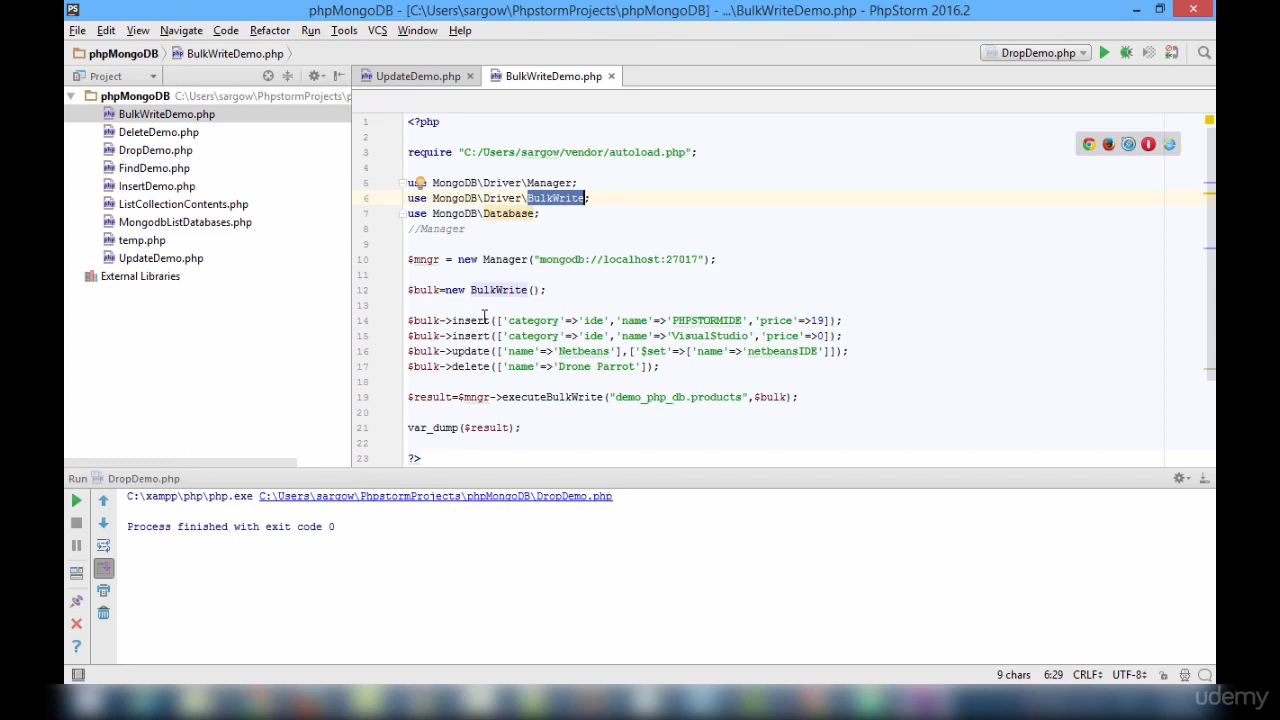 phpMongoDB - [C:\Users\sargow\PhpstormProjects\phpMongoDB] - ...\BulkWriteDemo.php - PhpStorm 2016.2
File Edit View Navigate Code Refactor Run Tools VCS Window Help
phpMongoDB BulkWriteDemo.php DropDemo.php
Project UpdateDemo.php BulkWriteDemo.php
phpMongoDB C:\Users\sargow\PhpstormProjects\p
BulkWriteDemo.php
DeleteDemo.php
DropDemo.php
FindDemo.php
InsertDemo.php
ListCollectionContents.php
MongodbListDatabases.php
temp.php
UpdateDemo.php
External Libraries
1 <?php
2
3 require "C:/Users/sargow/vendor/autoload.php";
4
5 use MongoDB\Driver\Manager;
6 use MongoDB\Driver\BulkWrite;
7 use MongoDB\Database;
8 //Manager
9
10 $mngr = new Manager("mongodb://localhost:27017");
11
12 $bulk=new BulkWrite();
13
14 $bulk->insert(['category'=>'ide','name'=>'PHPSTORMIDE','price'=>19]);
15 $bulk->insert(['category'=>'ide','name'=>'VisualStudio','price'=>0]);
16 $bulk->update(['name'=>'Netbeans'],['$set'=>['name'=>'netbeansIDE']]);
17 $bulk->delete(['name'=>'Drone Parrot']);
18
19 $result=$mngr->executeBulkWrite("demo_php_db.products",$bulk);
20
21 var_dump($result);
22
23 ?>
Run DropDemo.php
C:\xampp\php\php.exe C:\Users\sargow\PhpstormProjects\phpMongoDB\DropDemo.php
Process finished with exit code 0
9 chars 6:29 CRLF UTF-8
udemy